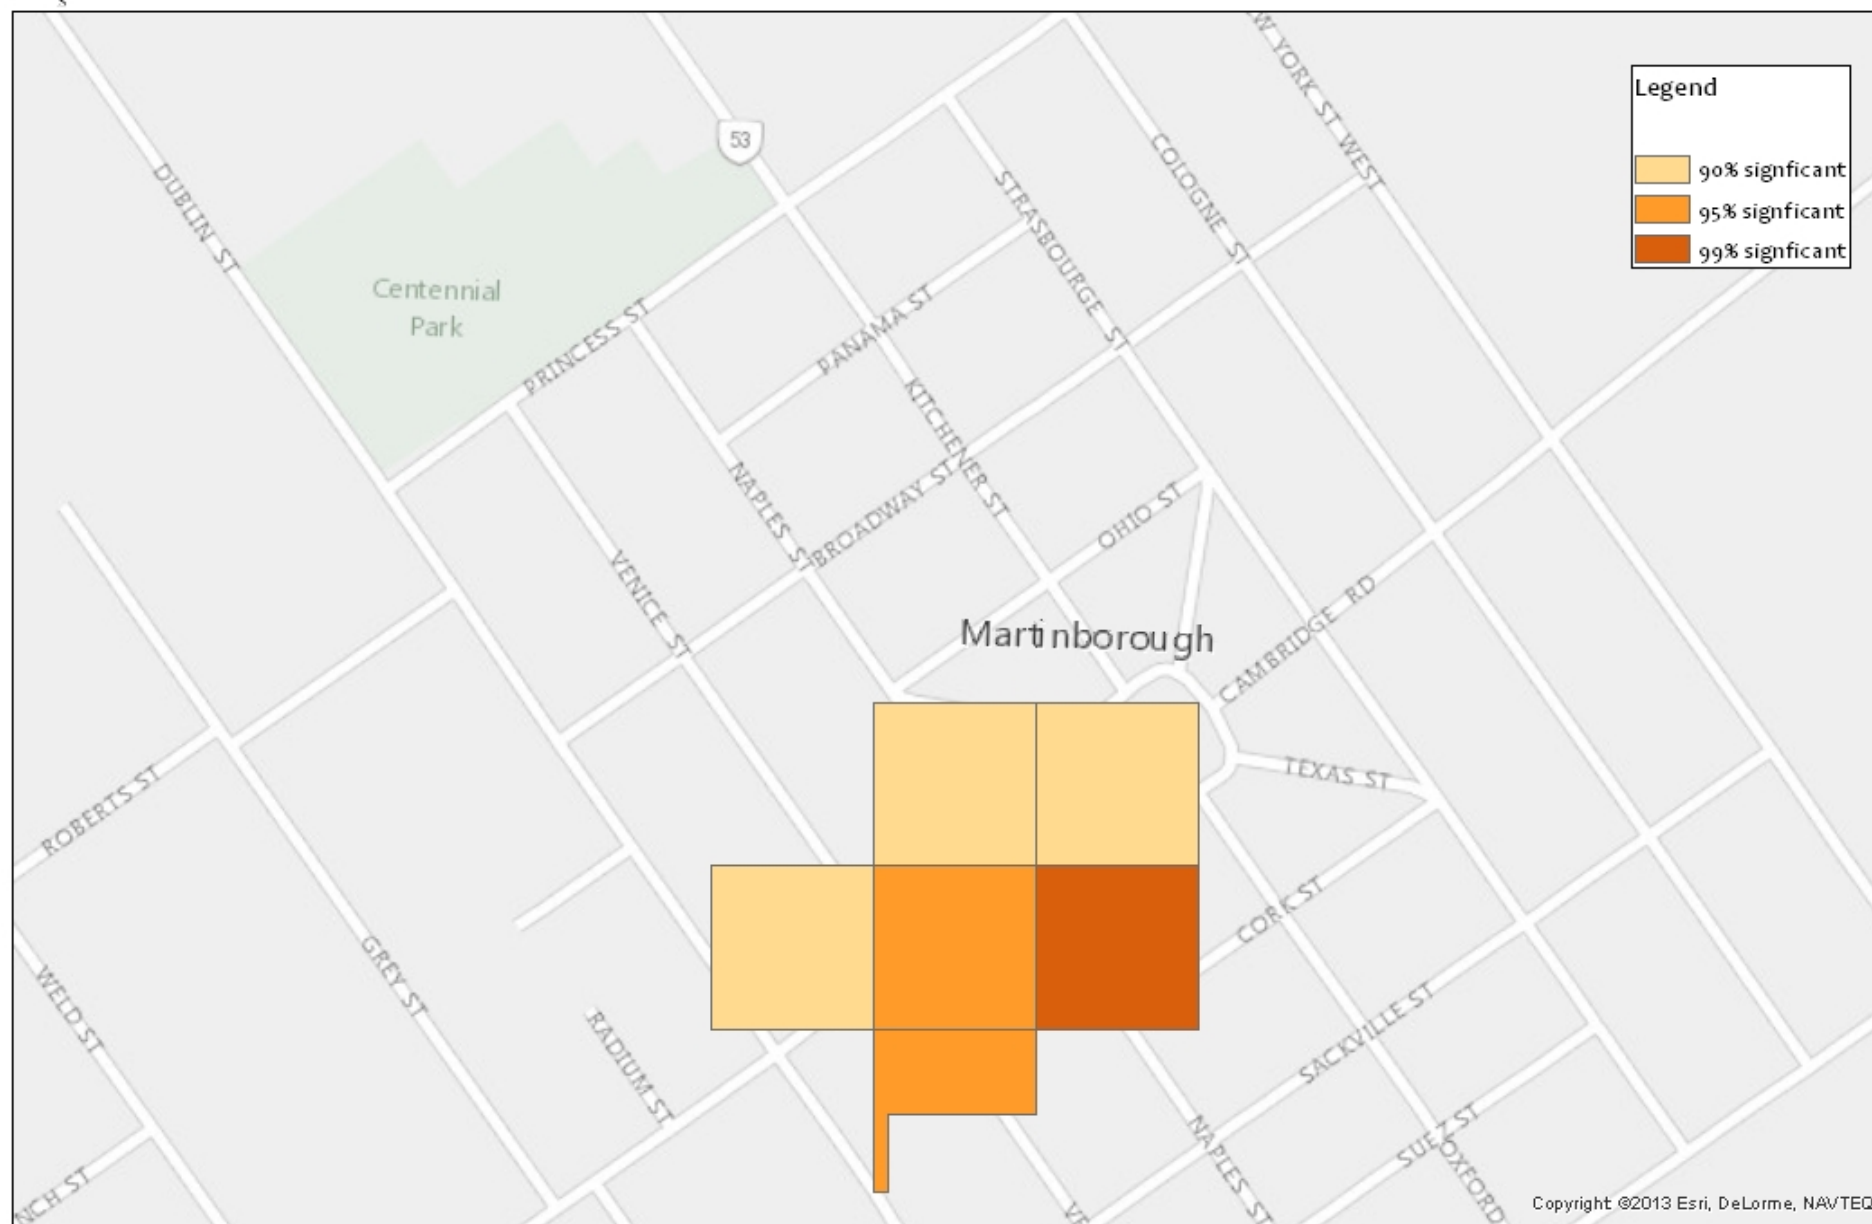 Legend
90% signficant
95% signficant
99% signficant
53
DUBLIN ST
YORK ST WEST
COLOGNE ST
STRASBOURGE ST
Centennial
Park
PRINCESS ST
PANAMA ST
KITCHENER ST
NAPLES ST
BROADWAY ST
OHIO ST
VENICE ST
Martinborough
CAMBRIDGE RD
TEXAS ST
ROBERTS ST
CORK ST
GREY ST
WELD ST
RADIUM ST
SACKVILLE ST
SUEZ ST
NAPLES ST
OXFORD
NCH ST
Copyright ©2013 Esri, DeLorme, NAVTEQ